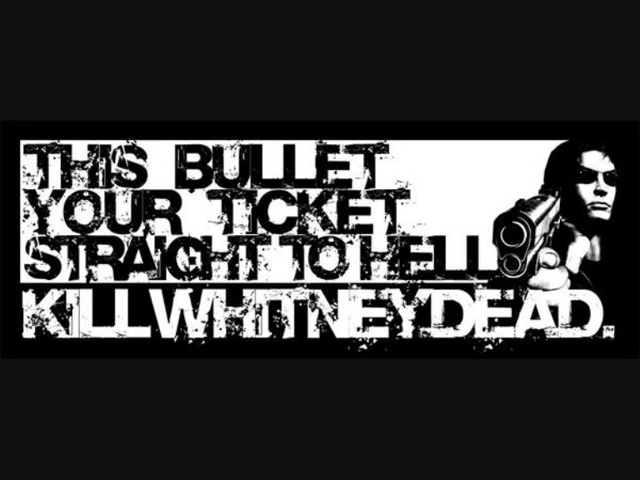 THIS BULLET
YOUR TICKET
STRAIGHT TO HELL
KILLWHITNEYDEAD.